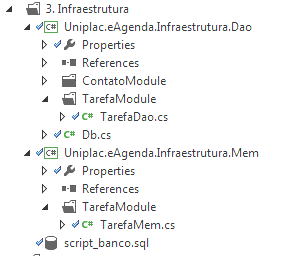 3. Infraestrutura
C# Uniplac.eAgenda.Infraestrutura.Dao
Properties
References
ContatoModule
TarefaModule
C# TarefaDao.cs
C# Db.cs
C# Uniplac.eAgenda.Infraestrutura.Mem
Properties
References
TarefaModule
C# TarefaMem.cs
script_banco.sql